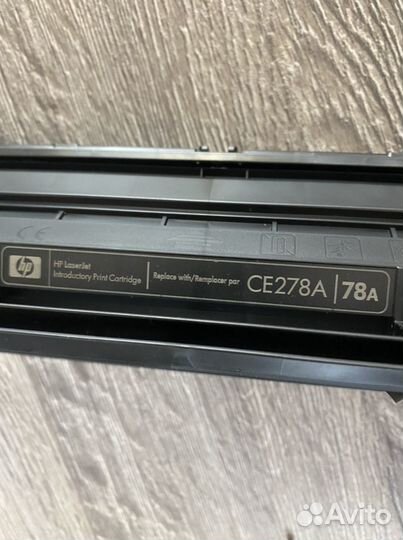 hp
HP LaserJet
Introductory Print Cartridge
Replace with/Remplacer par
CE278A
78A
Avito